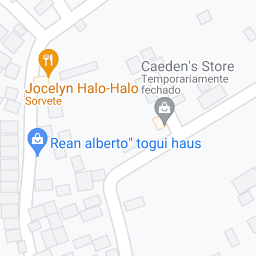 Caeden's Store
Temporariamente
fechado
Jocelyn Halo-Halo
Sorvete
Rean alberto" togui haus